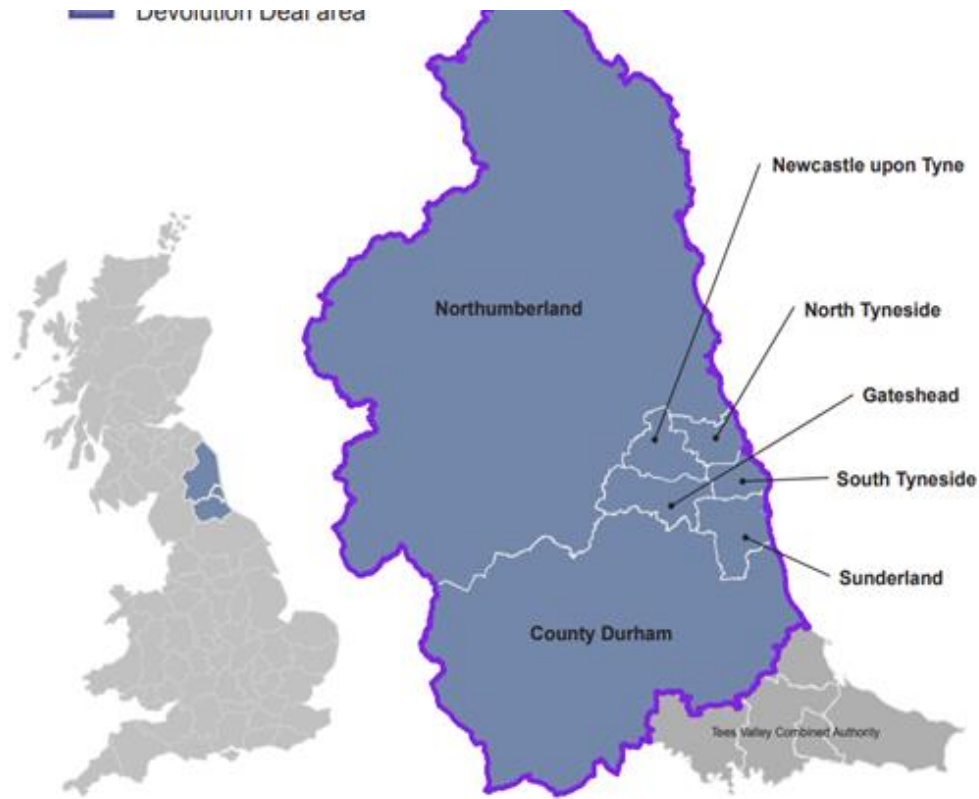 Devolution Deal area
Newcastle upon Tyne
Northumberland
North Tyneside
Gateshead
South Tyneside
Sunderland
County Durham
Tees Valley Combined Authority